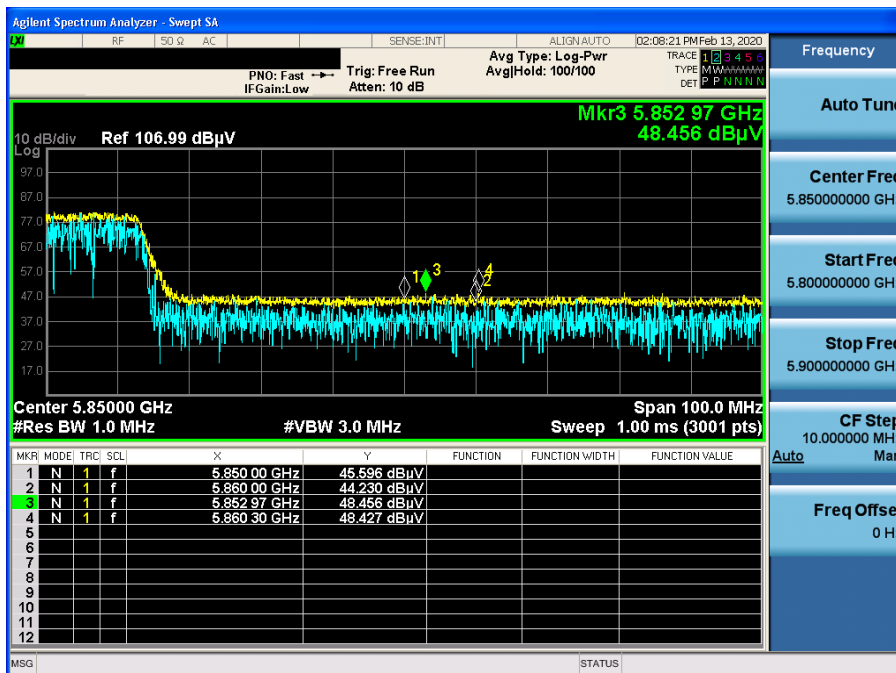 Agilent Spectrum Analyzer - Swept SA
LXI RF 50 Ω AC SENSE:INT ALIGN AUTO 02:08:21 PM Feb 13, 2020
PNO: Fast Trig: Free Run Avg Type: Log-Pwr TRACE 1 2 3 4 5 6
IFGain:Low Atten: 10 dB Avg|Hold: 100/100 TYPE M W W W W W
DET P P N N N N
Frequency
Mkr3 5.852 97 GHz
48.456 dBµV
10 dB/div Ref 106.99 dBµV
Log
97.0
87.0
77.0
67.0
57.0
47.0
37.0
27.0
17.0
1 3 4 2
Center 5.85000 GHz Span 100.0 MHz
#Res BW 1.0 MHz #VBW 3.0 MHz Sweep 1.00 ms (3001 pts)
MKR MODE TRC SCL X Y FUNCTION FUNCTION WIDTH FUNCTION VALUE
1 N 1 f 5.850 00 GHz 45.596 dBµV
2 N 1 f 5.860 00 GHz 44.230 dBµV
3 N 1 f 5.852 97 GHz 48.456 dBµV
4 N 1 f 5.860 30 GHz 48.427 dBµV
5
6
7
8
9
10
11
12
MSG STATUS
Auto Tun
Center Fre
5.850000000 GH
Start Fre
5.800000000 GH
Stop Fre
5.900000000 GH
CF Step
10.000000 MH
Auto Ma
Freq Offse
0 H